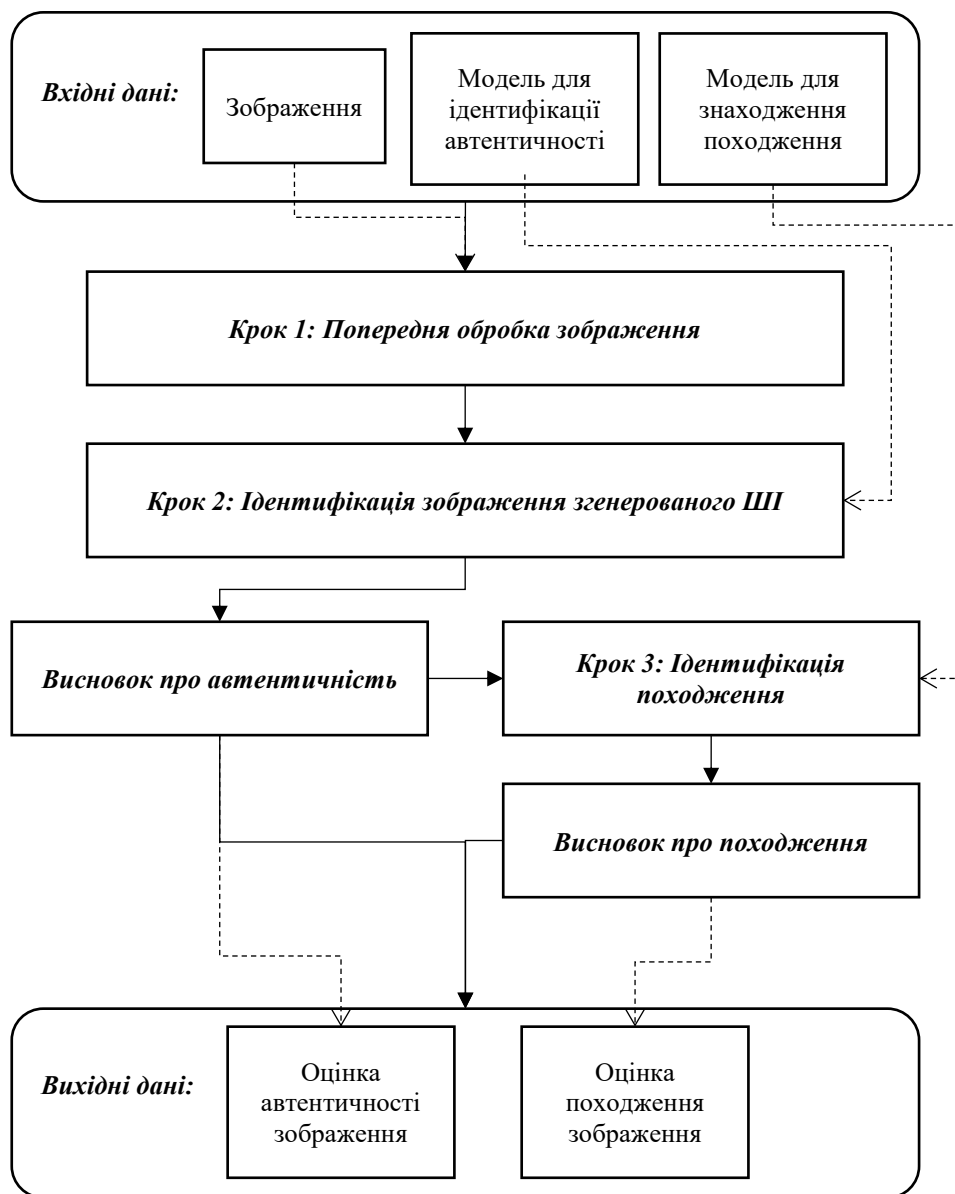 Вхідні дані:
Зображення
Модель для
ідентифікації
автентичності
Модель для
знаходження
походження
Крок 1: Попередня обробка зображення
Крок 2: Ідентифікація зображення згенерованого ШІ
Висновок про автентичність
Крок 3: Ідентифікація
походження
Висновок про походження
Вихідні дані:
Оцінка
автентичності
зображення
Оцінка
походження
зображення